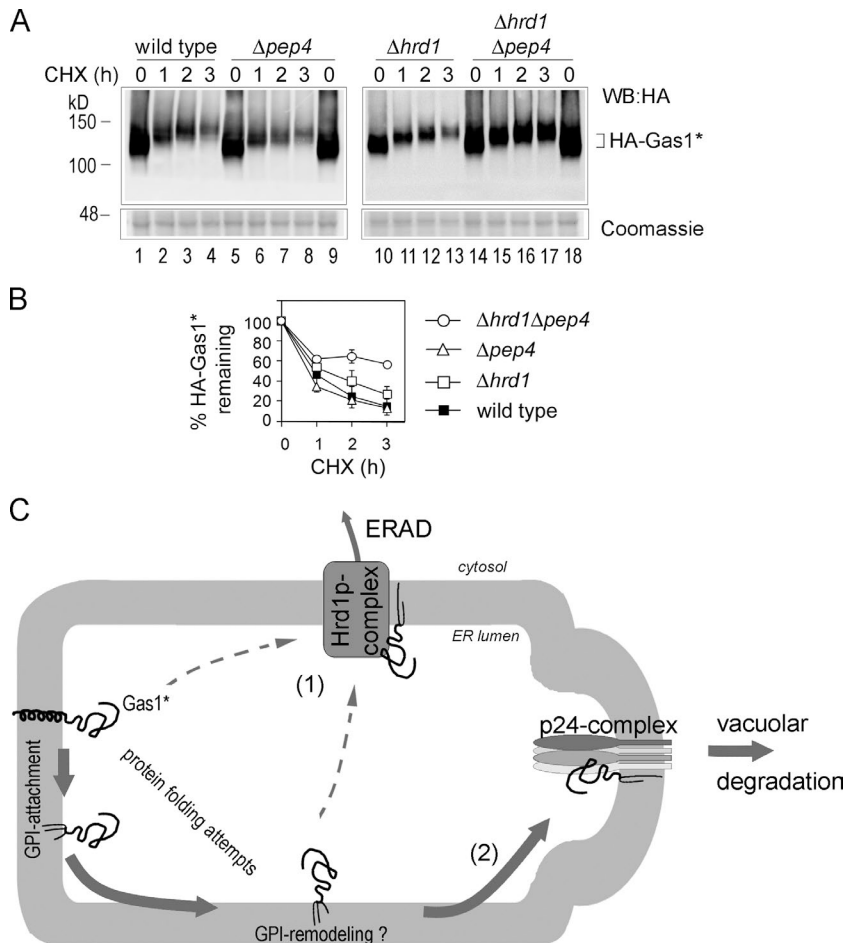 A
wild type Δpep4 Δhrd1 Δhrd1 Δpep4
CHX (h) 0 1 2 3 0 1 2 3 0 0 1 2 3 0 1 2 3 0
kD
150
100
48
WB:HA
HA-Gas1*
Coomassie
1 2 3 4 5 6 7 8 9 10 11 12 13 14 15 16 17 18
B
% HA-Gas1* remaining
100
80
60
40
20
0
0 1 2 3
CHX (h)
Δhrd1Δpep4
Δpep4
Δhrd1
wild type
C
ERAD
cytosol
ER lumen
Hrd1p-complex
(1)
Gas1*
GPI-attachment
protein folding attempts
p24-complex
vacuolar
degradation
(2)
GPI-remodeling ?